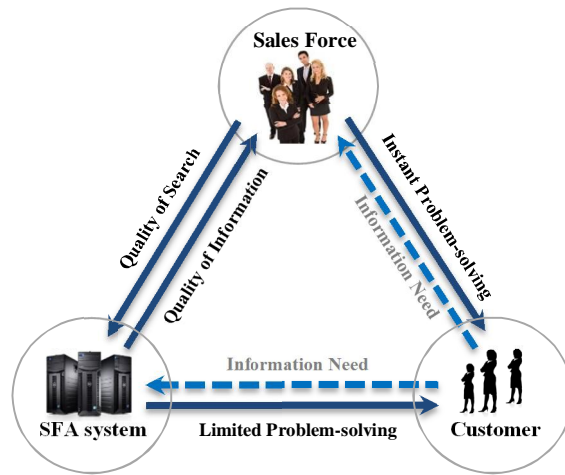 Sales Force
Quality of Search
Quality of Information
Instant Problem-solving
Information Need
Information Need
SFA system
Limited Problem-solving
Customer